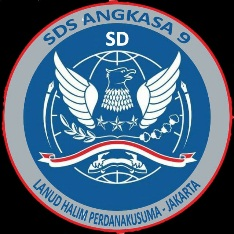 SDS ANGKASA 9
SD
LANUD HALIM PERDANAKUSUMA - JAKARTA